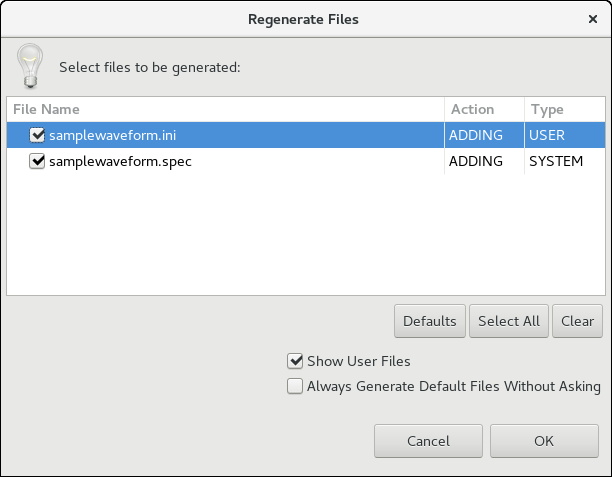 Regenerate Files
Select files to be generated:
File Name Action Type
samplewaveform.ini ADDING USER
samplewaveform.spec ADDING SYSTEM
Defaults Select All Clear
Show User Files
Always Generate Default Files Without Asking
Cancel OK